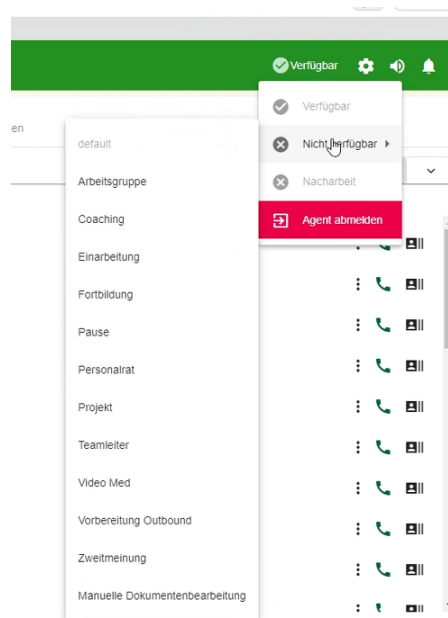 Verfügbar
Verfügbar
en
default
Nicht verfügbar
Arbeitsgruppe
Nacharbeit
Coaching
Agent abmelden
Einarbeitung
Fortbildung
Pause
Personalrat
Projekt
Teamleiter
Video Med
Vorbereitung Outbound
Zweitmeinung
Manuelle Dokumentenbearbeitung